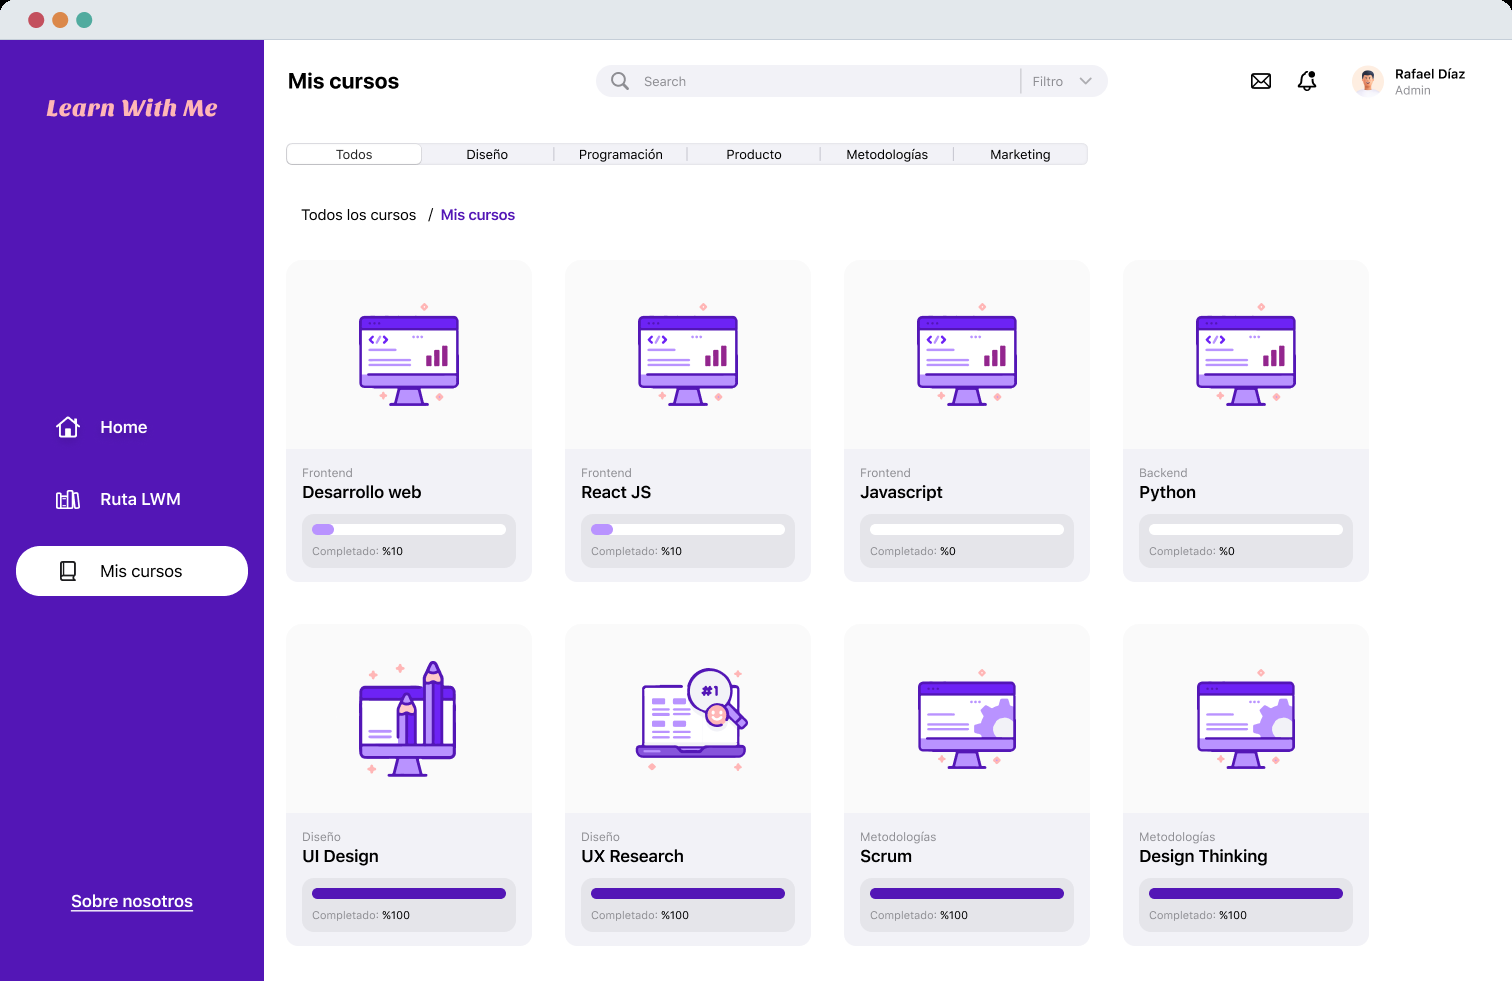 Learn With Me
Mis cursos
Search
Filtro
Rafael Díaz
Admin
Todos
Diseño
Programación
Producto
Metodologías
Marketing
Todos los cursos / Mis cursos
Home
Ruta LWM
Mis cursos
Sobre nosotros
</>
Frontend
Desarrollo web
Completado: %10
</>
Frontend
React JS
Completado: %10
</>
Frontend
Javascript
Completado: %0
</>
Backend
Python
Completado: %0
Diseño
UI Design
Completado: %100
#1
Diseño
UX Research
Completado: %100
Metodologías
Scrum
Completado: %100
Metodologías
Design Thinking
Completado: %100